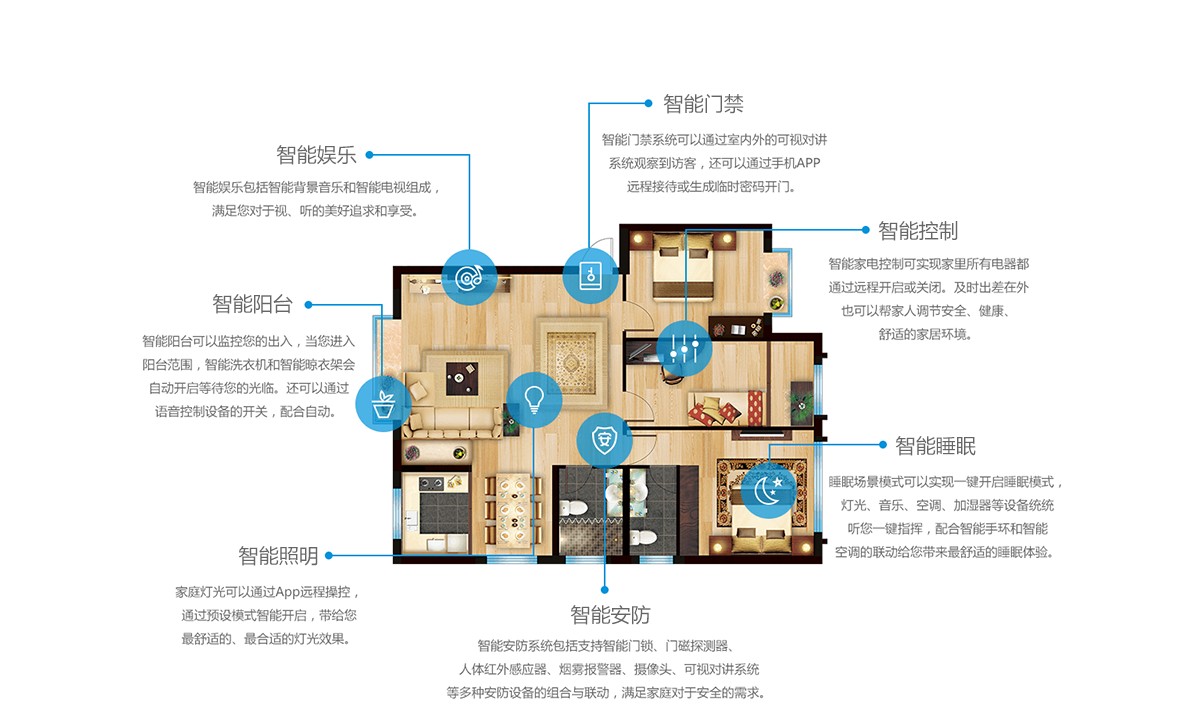 智能门禁
智能门禁系统可以通过室内外的可视对讲
系统观察到访客，还可以通过手机APP
远程接待或生成临时密码开门。
智能娱乐
智能娱乐包括智能背景音乐和智能电视组成，
满足您对于视、听的美好追求和享受。
智能控制
智能家电控制可实现家里所有电器都
通过远程开启或关闭。及时出差在外
也可以帮家人调节安全、健康、
舒适的家居环境。
智能阳台
智能阳台可以监控您的出入，当您进入
阳台范围，智能洗衣机和智能晾衣架会
自动开启等待您的光临。还可以通过
语音控制设备的开关，配合自动。
安
智能睡眠
睡眠场景模式可以实现一键开启睡眠模式，
灯光、音乐、空调、加湿器等设备统统
听您一键指挥，配合智能手环和智能
空调的联动给您带来最舒适的睡眠体验。
智能照明
家庭灯光可以通过App远程操控，
通过预设模式智能开启，带给您
最舒适的、最合适的灯光效果。
智能安防
智能安防系统包括支持智能门锁、门磁探测器、
人体红外感应器、烟雾报警器、摄像头、可视对讲系统
等多种安防设备的组合与联动，满足家庭对于安全的需求。